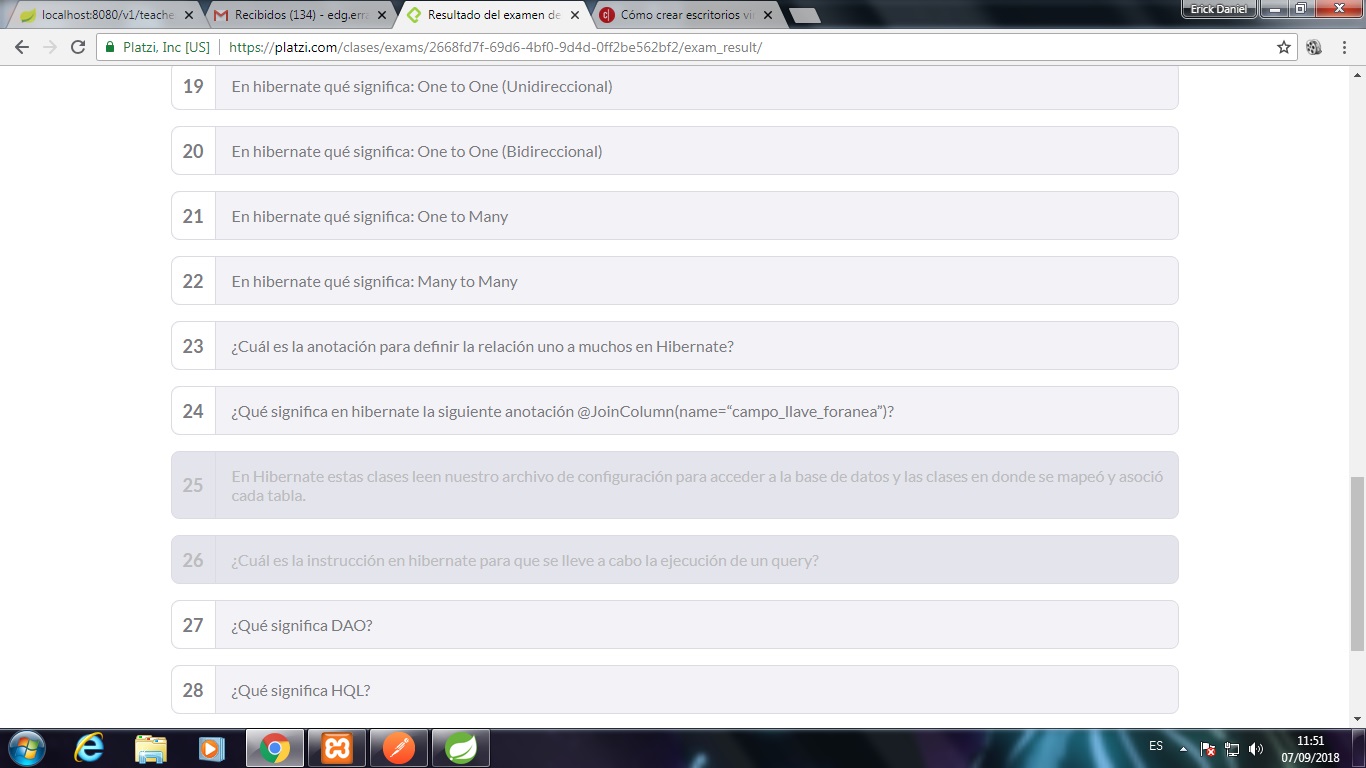 localhost:8080/v1/teache
Recibidos (134) - edg.erra
Resultado del examen de
Cómo crear escritorios vir
Erick Daniel
Platzi, Inc [US]
https://platzi.com/clases/exams/2668fd7f-69d6-4bf0-9d4d-0ff2be562bf2/exam_result/
19 En hibernate qué significa: One to One (Unidireccional)
20 En hibernate qué significa: One to One (Bidireccional)
21 En hibernate qué significa: One to Many
22 En hibernate qué significa: Many to Many
23 ¿Cuál es la anotación para definir la relación uno a muchos en Hibernate?
24 ¿Qué significa en hibernate la siguiente anotación @JoinColumn(name=“campo_llave_foranea”)?
25 En Hibernate estas clases leen nuestro archivo de configuración para acceder a la base de datos y las clases en donde se mapeó y asoció
cada tabla.
26 ¿Cuál es la instrucción en hibernate para que se lleve a cabo la ejecución de un query?
27 ¿Qué significa DAO?
28 ¿Qué significa HQL?
ES
11:51
07/09/2018